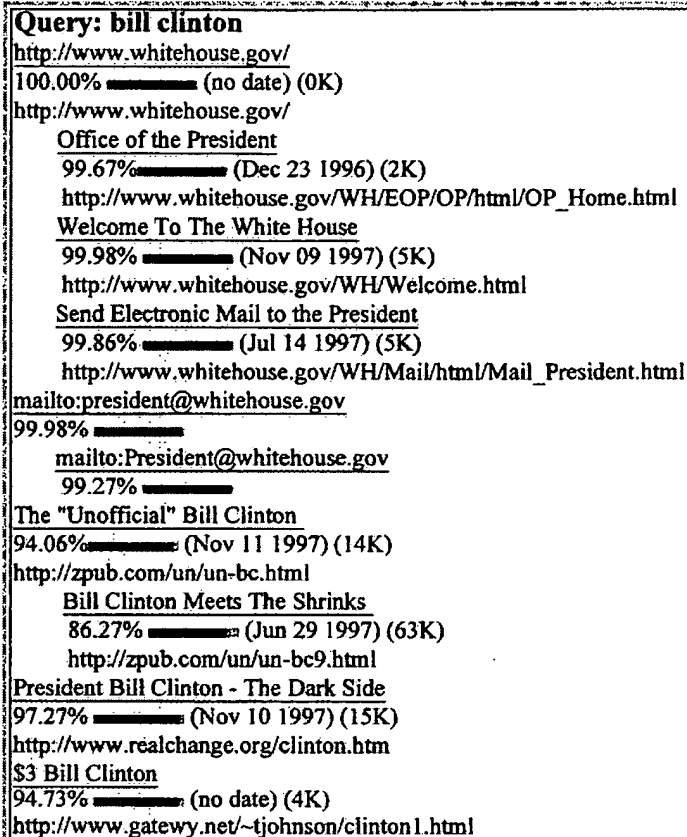 Query: bill clinton
http://www.whitehouse.gov/
100.00% (no date) (0K)
http://www.whitehouse.gov/
Office of the President
99.67% (Dec 23 1996) (2K)
http://www.whitehouse.gov/WH/EOP/OP/html/OP_Home.html
Welcome To The White House
99.98% (Nov 09 1997) (5K)
http://www.whitehouse.gov/WH/Welcome.html
Send Electronic Mail to the President
99.86% (Jul 14 1997) (5K)
http://www.whitehouse.gov/WH/Mail/html/Mail_President.html
mailto:president@whitehouse.gov
99.98%
mailto:President@whitehouse.gov
99.27%
The "Unofficial" Bill Clinton
94.06% (Nov 11 1997) (14K)
http://zpub.com/un/un-bc.html
Bill Clinton Meets The Shrinks
86.27% (Jun 29 1997) (63K)
http://zpub.com/un/un-bc9.html
President Bill Clinton - The Dark Side
97.27% (Nov 10 1997) (15K)
http://www.realchange.org/clinton.htm
$3 Bill Clinton
94.73% (no date) (4K)
http://www.gatewy.net/~tjohnson/clinton1.html